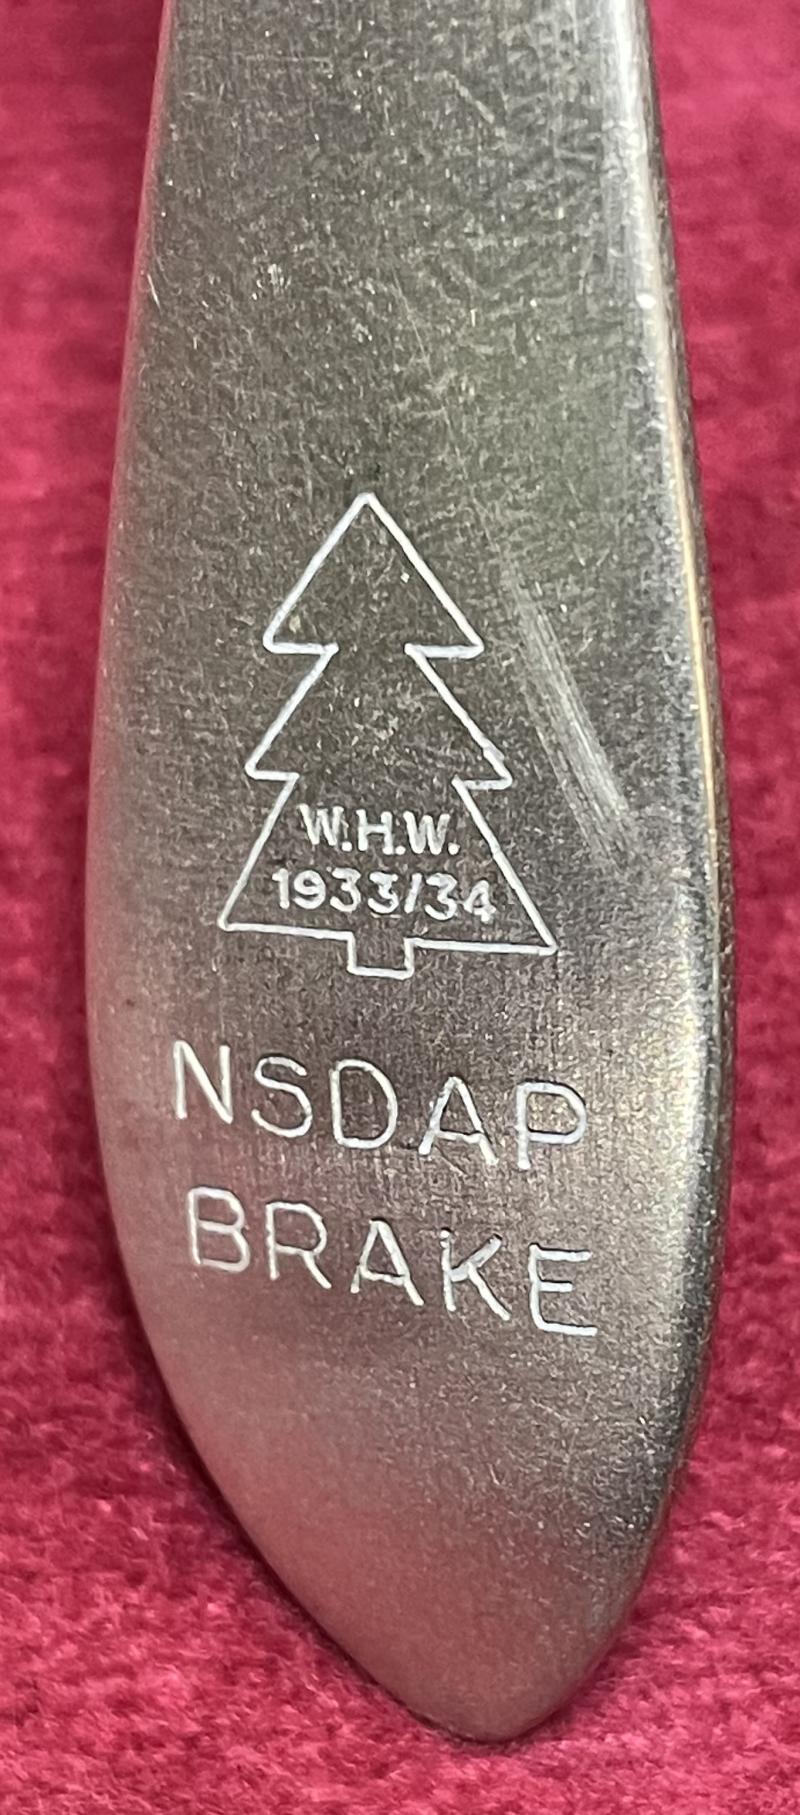 W.H.W.
1933/34
NSDAP
BRAKE